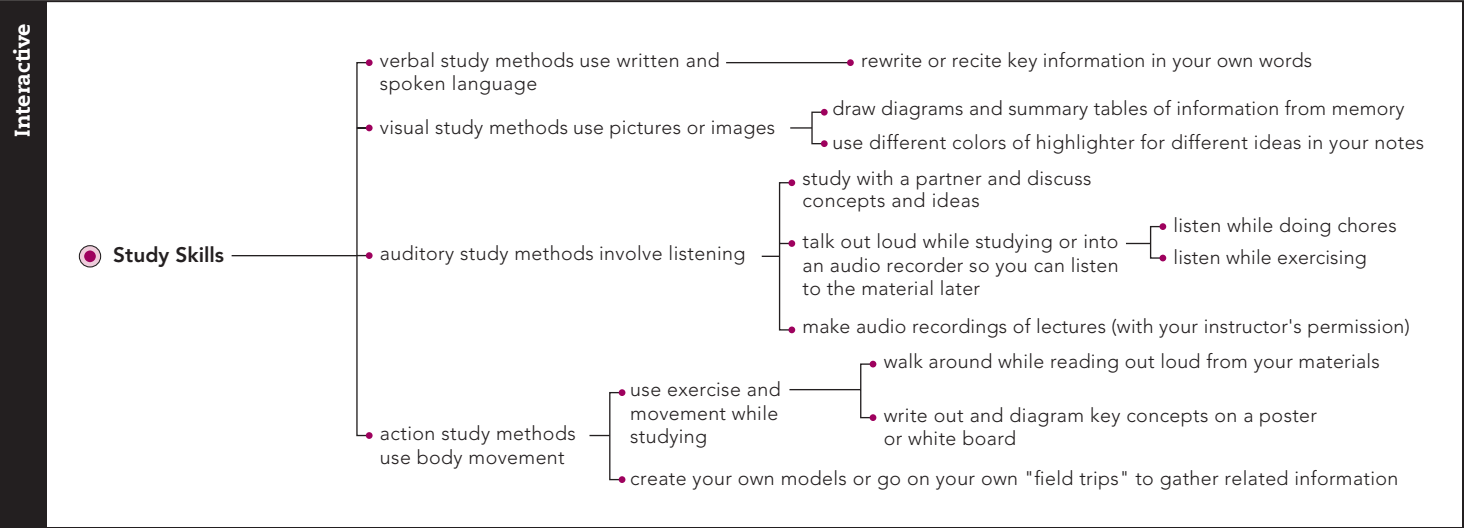 Interactive
Study Skills
verbal study methods use written and
spoken language
rewrite or recite key information in your own words
visual study methods use pictures or images
draw diagrams and summary tables of information from memory
use different colors of highlighter for different ideas in your notes
auditory study methods involve listening
study with a partner and discuss
concepts and ideas
talk out loud while studying or into
an audio recorder so you can listen
to the material later
listen while doing chores
listen while exercising
make audio recordings of lectures (with your instructor's permission)
action study methods
use body movement
use exercise and
movement while
studying
walk around while reading out loud from your materials
write out and diagram key concepts on a poster
or white board
create your own models or go on your own "field trips" to gather related information